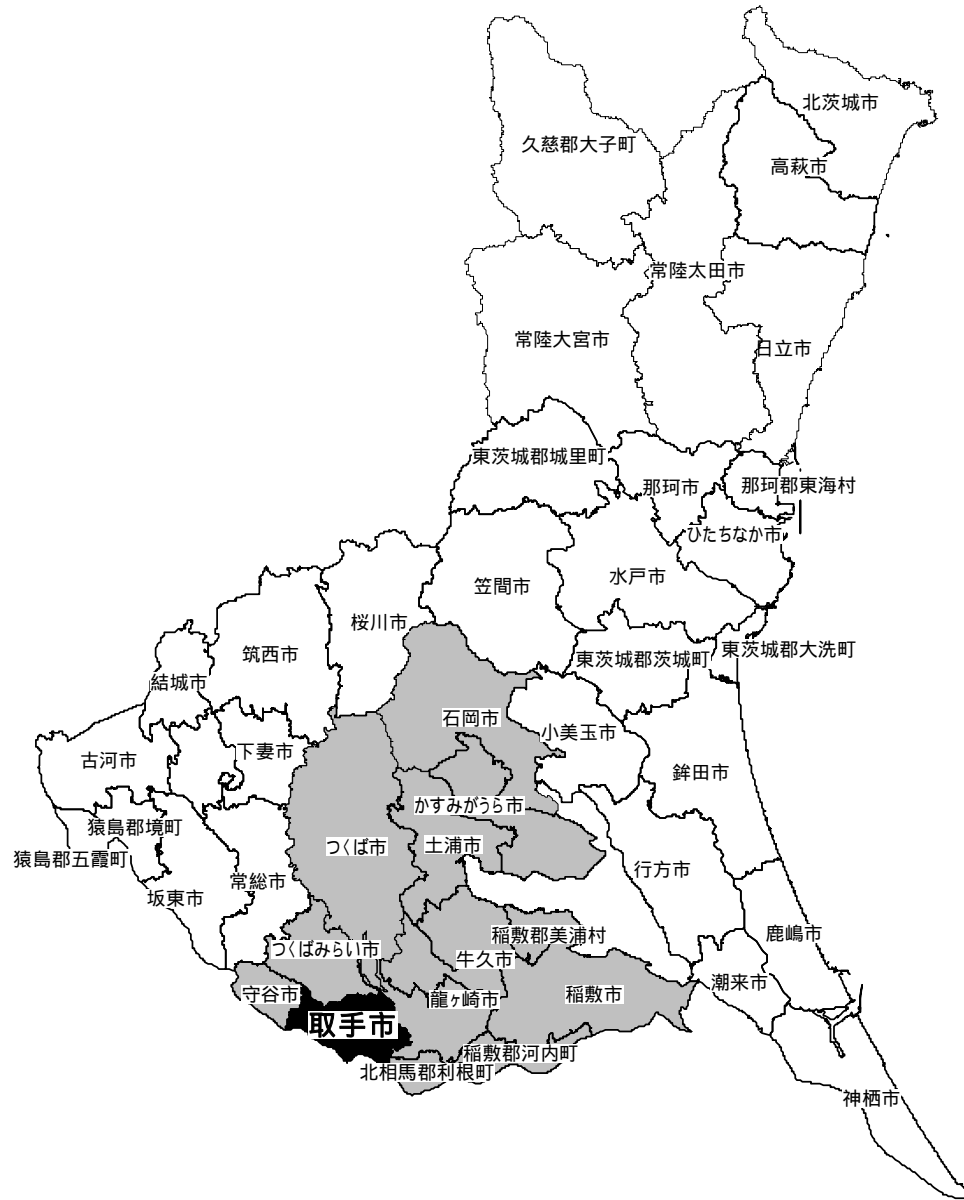 北茨城市
久慈郡大子町
高萩市
常陸太田市
常陸大宮市
日立市
東茨城郡城里町
那珂市
那珂郡東海村
ひたちなか市
水戸市
笠間市
桜川市
筑西市
東茨城郡茨城町
東茨城郡大洗町
結城市
石岡市
小美玉市
下妻市
古河市
鉾田市
かすみがうら市
猿島郡境町
つくば市
土浦市
猿島郡五霞町
行方市
常総市
坂東市
鹿嶋市
稲敷郡美浦村
つくばみらい市
牛久市
潮来市
守谷市
龍ヶ崎市
稲敷市
取手市
稲敷郡河内町
北相馬郡利根町
神栖市